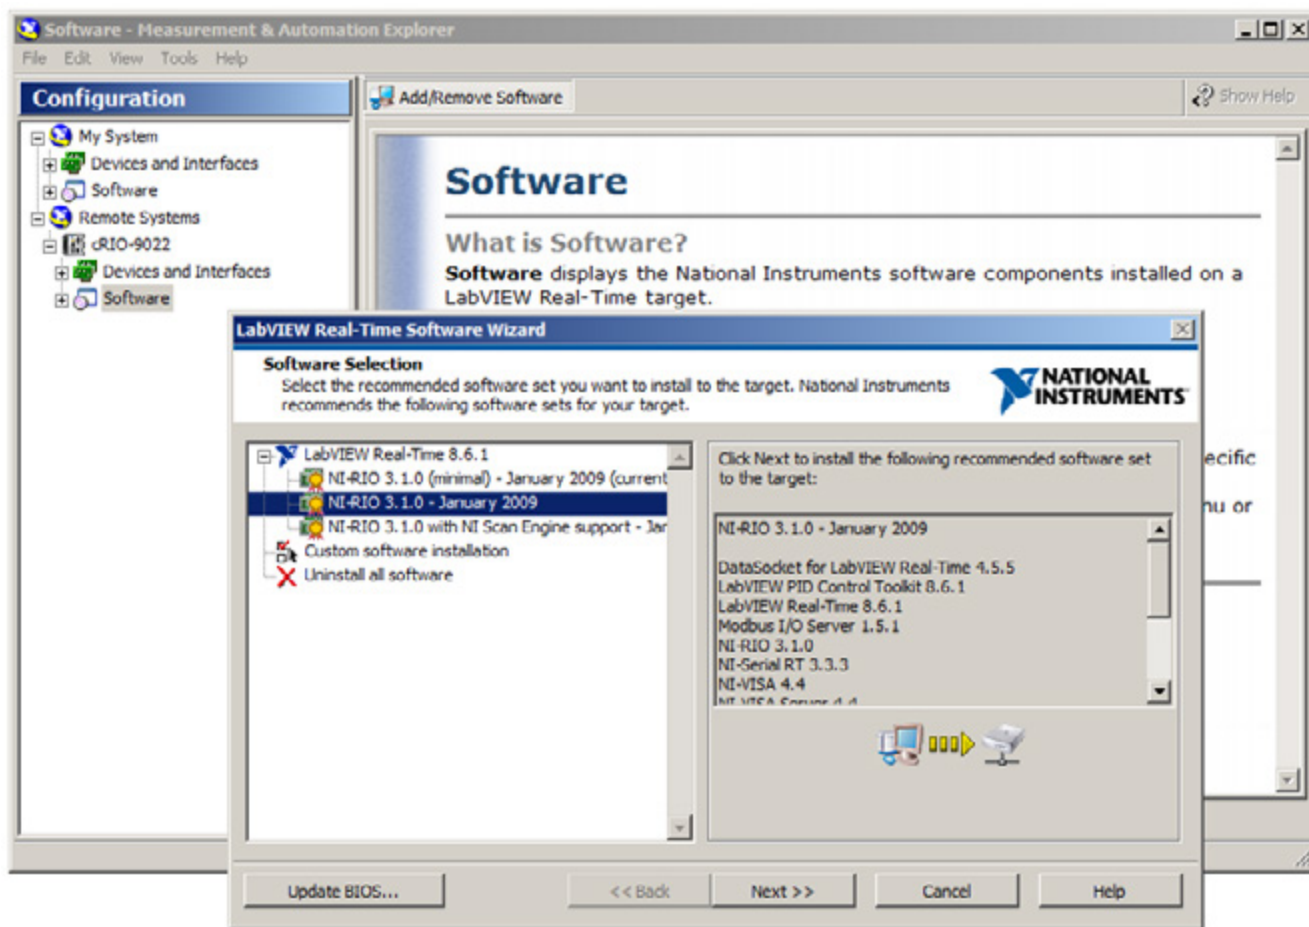 Software - Measurement & Automation Explorer
File Edit View Tools Help
Configuration
My System
Devices and Interfaces
Software
Remote Systems
cRIO-9022
Devices and Interfaces
Software
Add/Remove Software
Show Help
Software
What is Software?
Software displays the National Instruments software components installed on a
LabVIEW Real-Time target.
ecific
nu or
LabVIEW Real-Time Software Wizard
Software Selection
Select the recommended software set you want to install to the target. National Instruments
recommends the following software sets for your target.
NATIONAL
INSTRUMENTS
LabVIEW Real-Time 8.6.1
NI-RIO 3.1.0 (minimal) - January 2009 (current
NI-RIO 3.1.0 - January 2009
NI-RIO 3.1.0 with NI Scan Engine support - Jar
Custom software installation
Uninstall all software
Click Next to install the following recommended software set
to the target:
NI-RIO 3.1.0 - January 2009
DataSocket for LabVIEW Real-Time 4.5.5
LabVIEW PID Control Toolkit 8.6.1
LabVIEW Real-Time 8.6.1
Modbus I/O Server 1.5.1
NI-RIO 3.1.0
NI-Serial RT 3.3.3
NI-VISA 4.4
NI-VISA Server 4.4
Update BIOS...
<< Back
Next >>
Cancel
Help